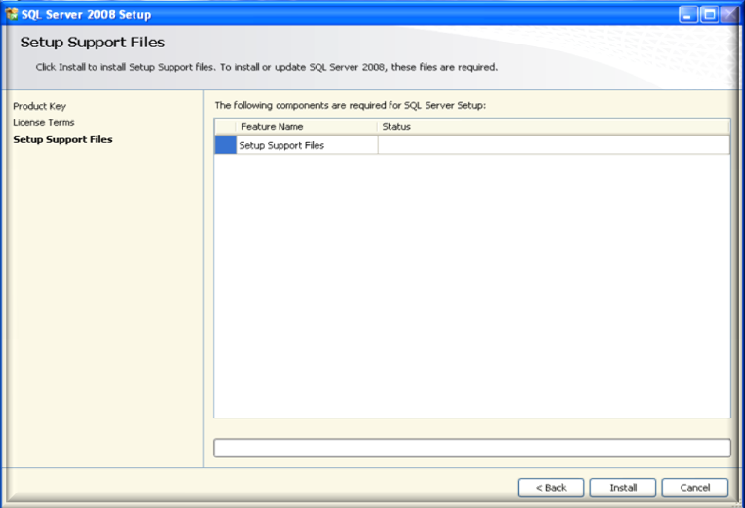 SQL Server 2008 Setup
Setup Support Files
Click Install to install Setup Support files. To install or update SQL Server 2008, these files are required.
Product Key
License Terms
Setup Support Files
The following components are required for SQL Server Setup:
Feature Name Status
Setup Support Files
< Back Install Cancel